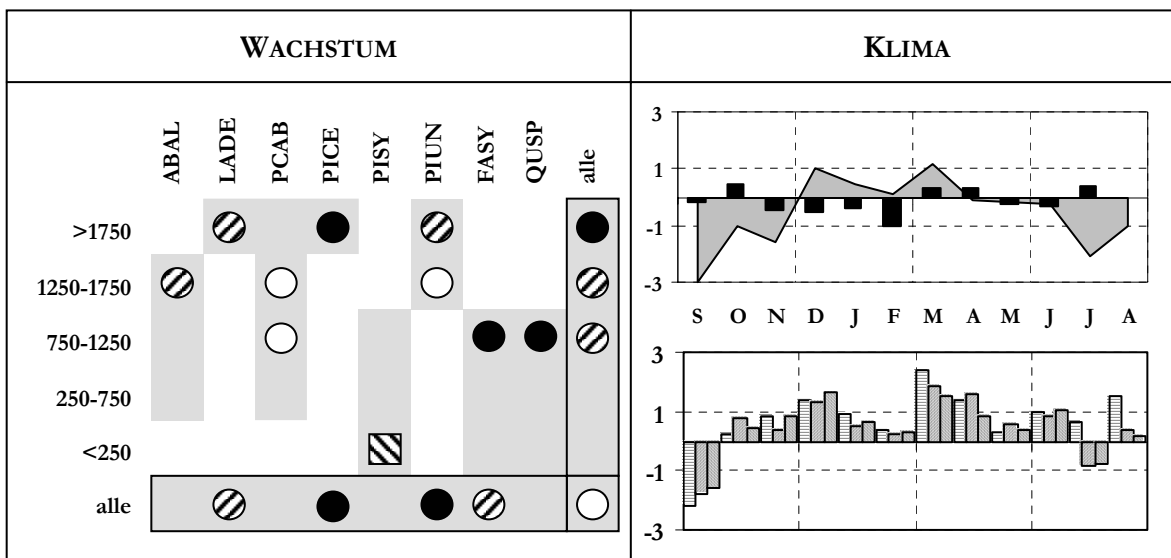 WACHSTUM
KLIMA
ABAL LADE PCAB PICE PISY PIUN FASY QUSP alle
>1750
1250-1750
750-1250
250-750
<250
alle
3
1
-1
-3
S O N D J F M A M J J A
3
1
-1
-3